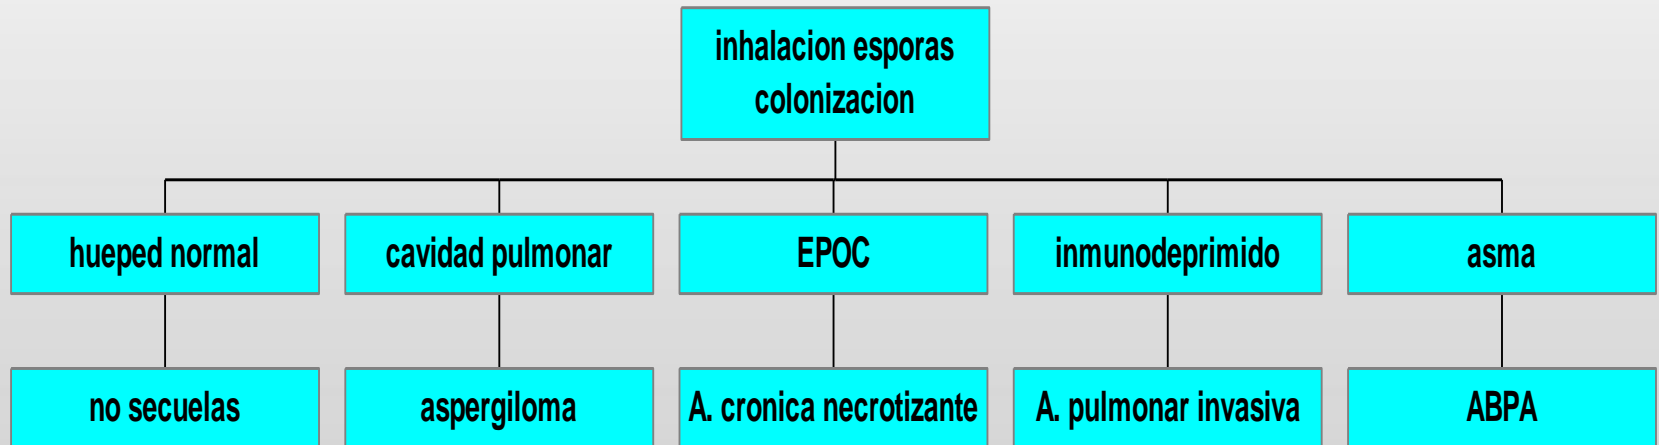 inhalacion esporas
colonizacion
hueped normal
cavidad pulmonar
EPOC
inmunodeprimido
asma
no secuelas
aspergiloma
A. cronica necrotizante
A. pulmonar invasiva
ABPA